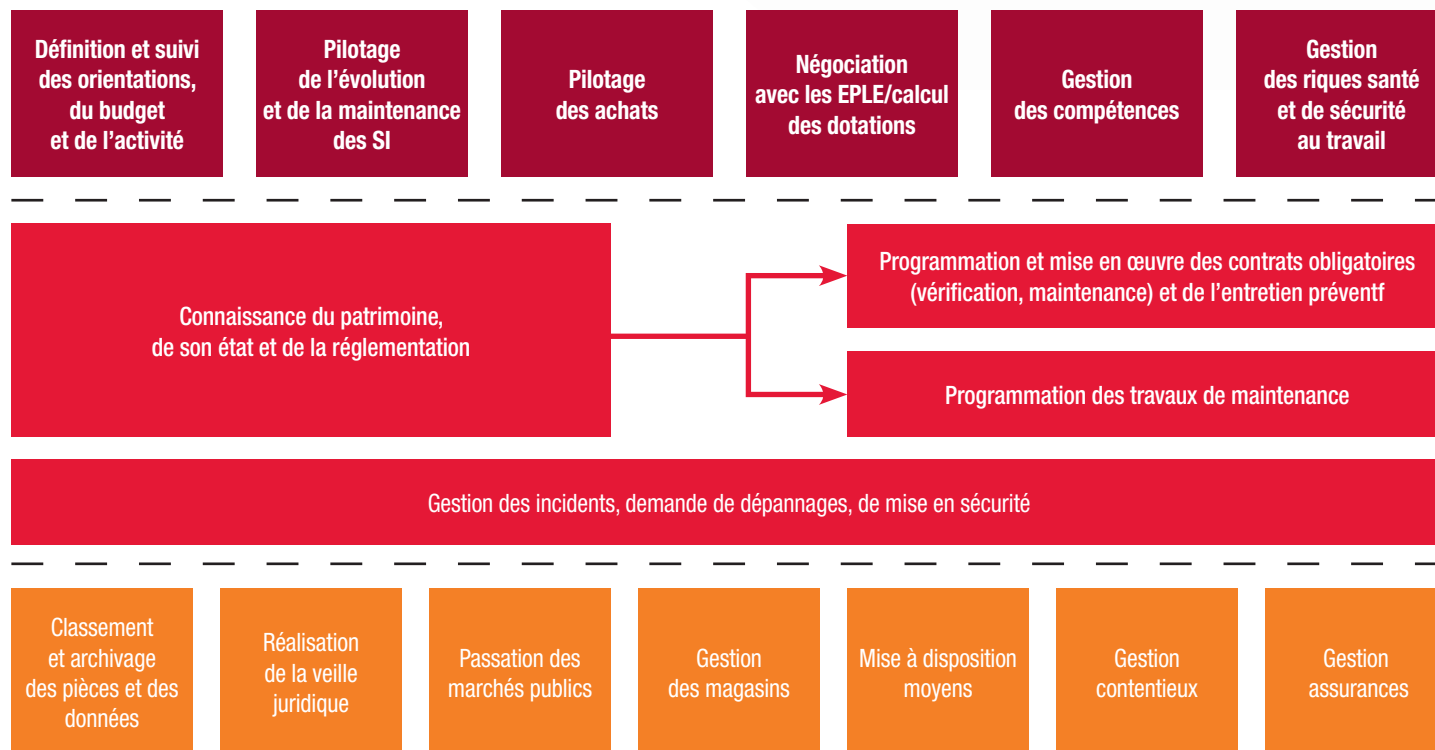 Définition et suivi
des orientations,
du budget
et de l'activité
Pilotage
de l'évolution
et de la maintenance
des SI
Pilotage
des achats
Négociation
avec les EPLE/calcul
des dotations
Gestion
des compétences
Gestion
des riques santé
et de sécurité
au travail
Connaissance du patrimoine,
de son état et de la réglementation
Programmation et mise en œuvre des contrats obligatoires
(vérification, maintenance) et de l'entretien préventf
Programmation des travaux de maintenance
Gestion des incidents, demande de dépannages, de mise en sécurité
Classement
et archivage
des pièces et des
données
Réalisation
de la veille
juridique
Passation des
marchés publics
Gestion
des magasins
Mise à disposition
moyens
Gestion
contentieux
Gestion
assurances